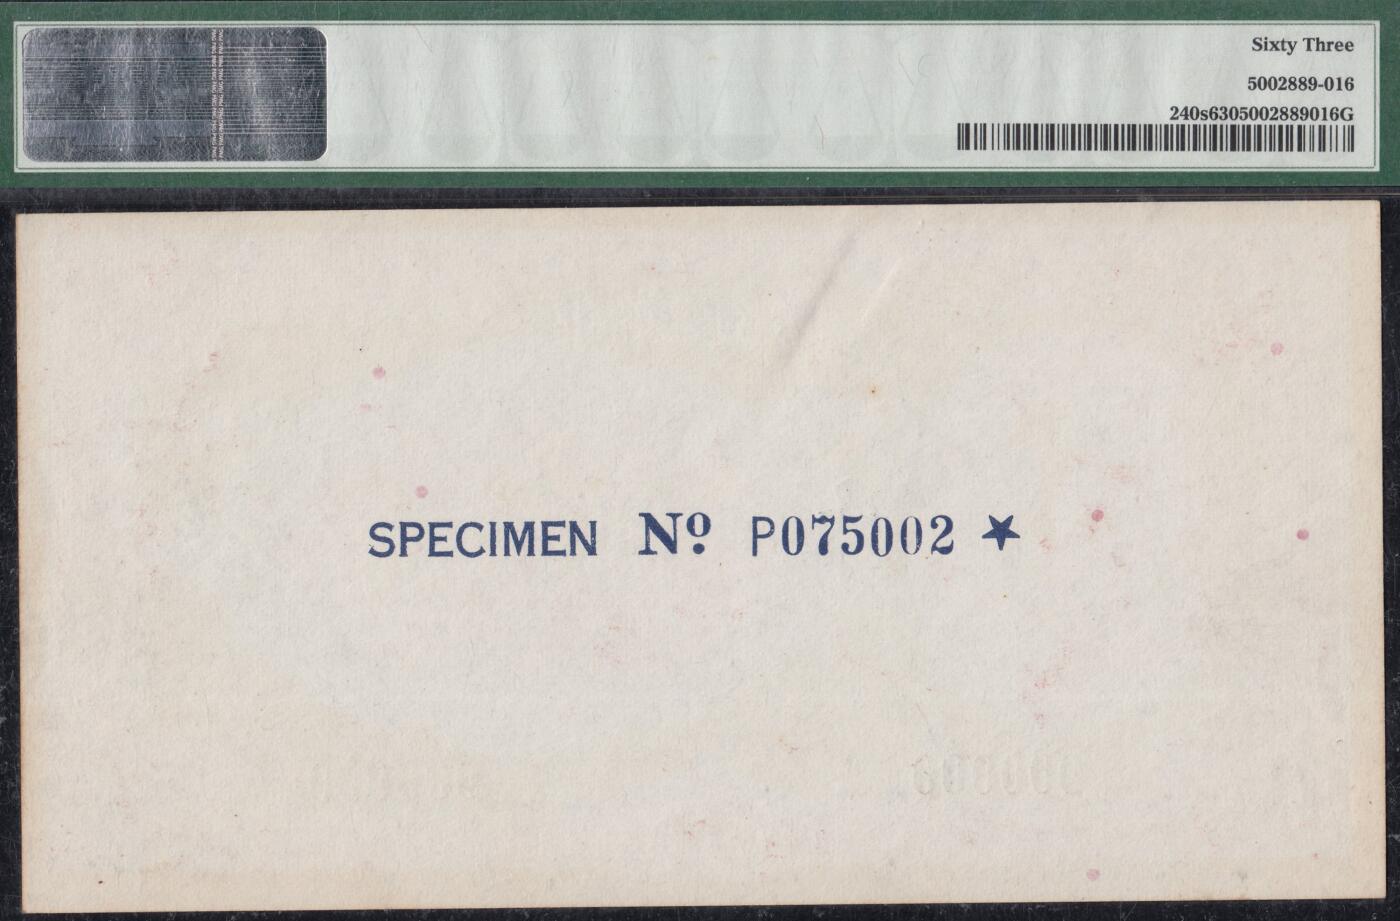 Sixty Three
5002889-016
240s6305002889016G
SPECIMEN Nº P075002 ★